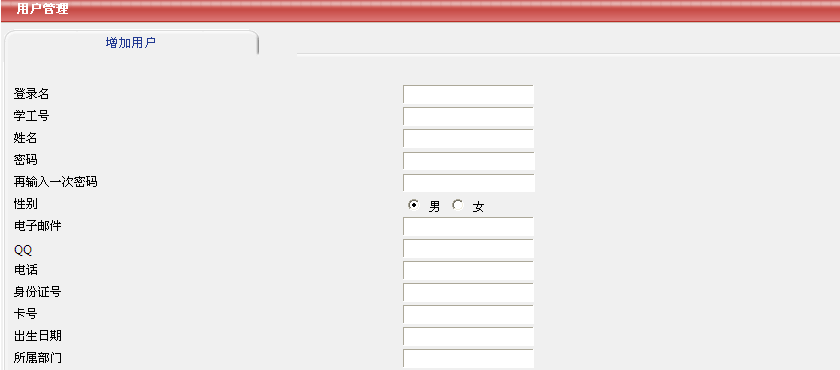 用户管理
增加用户
登录名
学工号
姓名
密码
再输入一次密码
性别 男 女
电子邮件
QQ
电话
身份证号
卡号
出生日期
所属部门